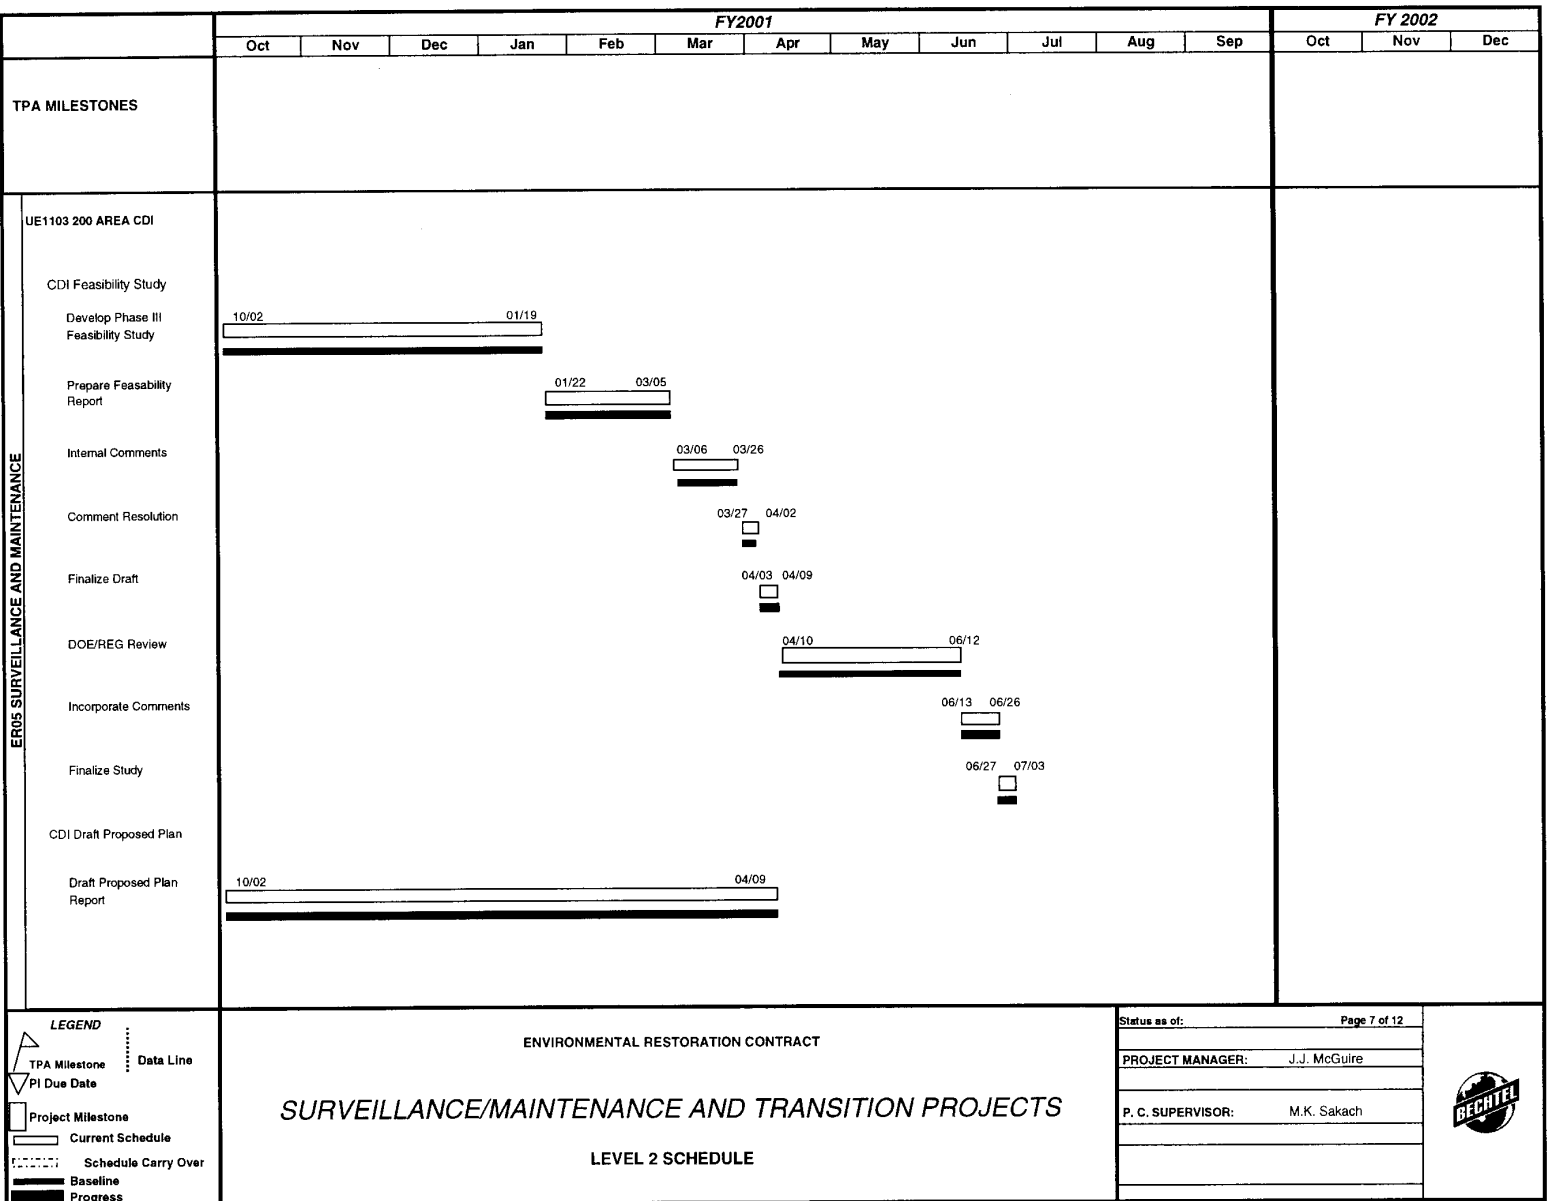 FY2001
FY 2002
Oct Nov Dec Jan Feb Mar Apr May Jun Jul Aug Sep Oct Nov Dec
TPA MILESTONES
ER05 SURVEILLANCE AND MAINTENANCE
UE1103 200 AREA CDI
CDI Feasibility Study
Develop Phase III
Feasibility Study
10/02 01/19
Prepare Feasability
Report
01/22 03/05
Internal Comments
03/06 03/26
Comment Resolution
03/27 04/02
Finalize Draft
04/03 04/09
DOE/REG Review
04/10 06/12
Incorporate Comments
06/13 06/26
Finalize Study
06/27 07/03
CDI Draft Proposed Plan
Draft Proposed Plan
Report
10/02 04/09
LEGEND
TPA Milestone
Data Line
PI Due Date
Project Milestone
Current Schedule
Schedule Carry Over
Baseline
Progress
ENVIRONMENTAL RESTORATION CONTRACT
SURVEILLANCE/MAINTENANCE AND TRANSITION PROJECTS
LEVEL 2 SCHEDULE
Status as of: Page 7 of 12
PROJECT MANAGER: J.J. McGuire
P. C. SUPERVISOR: M.K. Sakach
BECHTEL